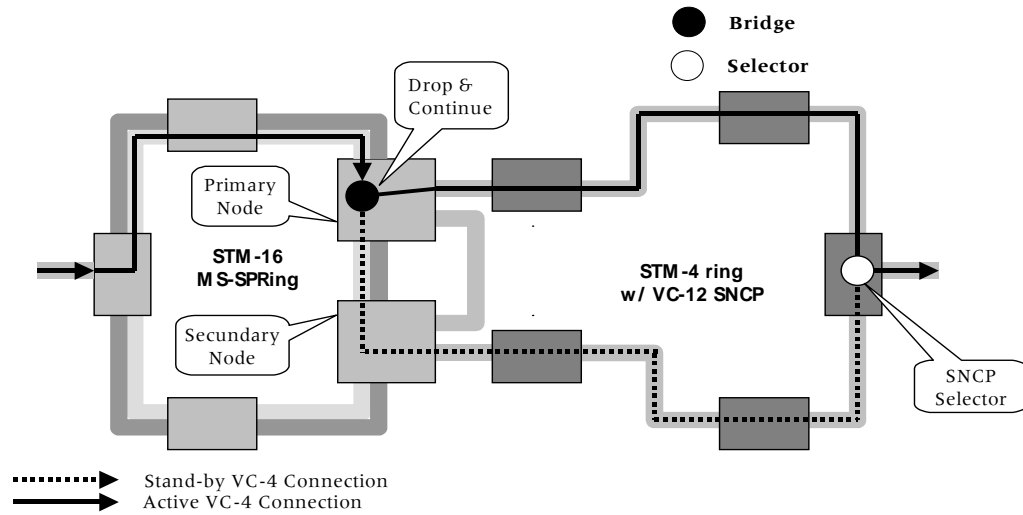 Bridge
Selector
Drop &
Continue
Primary
Node
STM-16
MS-SPRing
STM-4 ring
w/ VC-12 SNCP
Secundary
Node
SNCP
Selector
Stand-by VC-4 Connection
Active VC-4 Connection